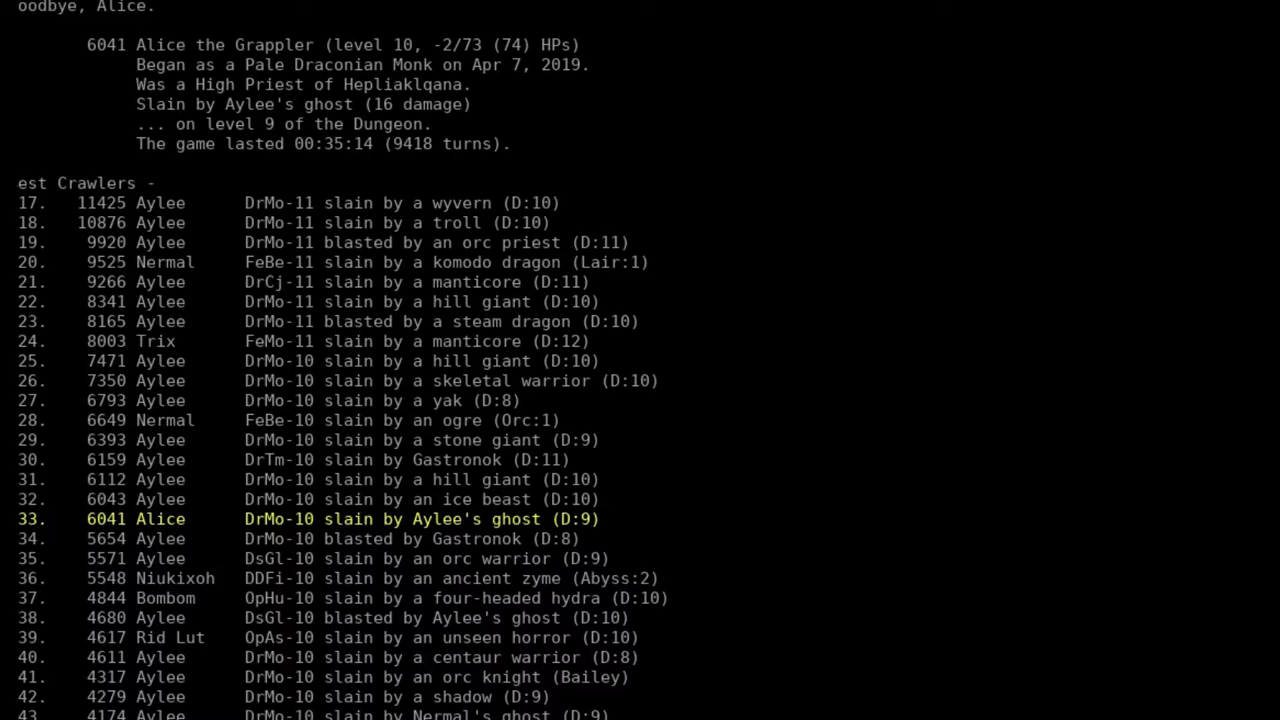 oodbye, Alice.
6041 Alice the Grappler (level 10, -2/73 (74) HPs)
Began as a Pale Draconian Monk on Apr 7, 2019.
Was a High Priest of Hepliaklqana.
Slain by Aylee's ghost (16 damage)
... on level 9 of the Dungeon.
The game lasted 00:35:14 (9418 turns).
est Crawlers -
17. 11425 Aylee DrMo-11 slain by a wyvern (D:10)
18. 10876 Aylee DrMo-11 slain by a troll (D:10)
19. 9920 Aylee DrMo-11 blasted by an orc priest (D:11)
20. 9525 Nermal FeBe-11 slain by a komodo dragon (Lair:1)
21. 9266 Aylee DrCj-11 slain by a manticore (D:11)
22. 8341 Aylee DrMo-11 slain by a hill giant (D:10)
23. 8165 Aylee DrMo-11 blasted by a steam dragon (D:10)
24. 8003 Trix FeMo-11 slain by a manticore (D:12)
25. 7471 Aylee DrMo-10 slain by a hill giant (D:10)
26. 7350 Aylee DrMo-10 slain by a skeletal warrior (D:10)
27. 6793 Aylee DrMo-10 slain by a yak (D:8)
28. 6649 Nermal FeBe-10 slain by an ogre (Orc:1)
29. 6393 Aylee DrMo-10 slain by a stone giant (D:9)
30. 6159 Aylee DrTm-10 slain by Gastronok (D:11)
31. 6112 Aylee DrMo-10 slain by a hill giant (D:10)
32. 6043 Aylee DrMo-10 slain by an ice beast (D:10)
33. 6041 Alice DrMo-10 slain by Aylee's ghost (D:9)
34. 5654 Aylee DrMo-10 blasted by Gastronok (D:8)
35. 5571 Aylee DsGl-10 slain by an orc warrior (D:9)
36. 5548 Niukixoh DDFi-10 slain by an ancient zyme (Abyss:2)
37. 4844 Bombom OpHu-10 slain by a four-headed hydra (D:10)
38. 4680 Aylee DsGl-10 blasted by Aylee's ghost (D:10)
39. 4617 Rid Lut OpAs-10 slain by an unseen horror (D:10)
40. 4611 Aylee DrMo-10 slain by a centaur warrior (D:8)
41. 4317 Aylee DrMo-10 slain by an orc knight (Bailey)
42. 4279 Aylee DrMo-10 slain by a shadow (D:9)
43. 4174 Aylee DrMo-10 slain by Nermal's ghost (D:9)